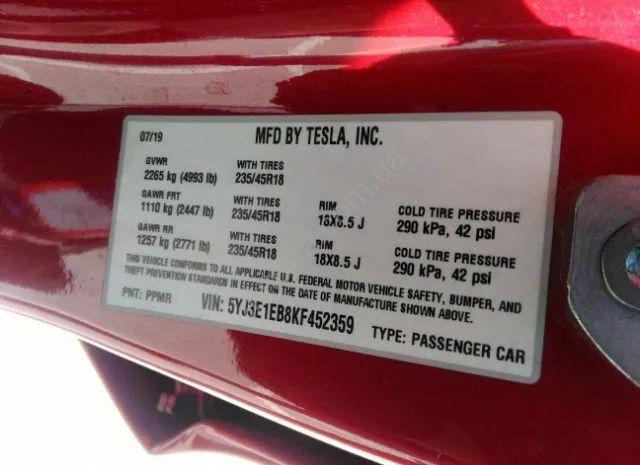 07/19 MFD BY TESLA, INC.
GVWR WITH TIRES
2265 kg (4993 lb) 235/45R18
GAWR FRT WITH TIRES RIM COLD TIRE PRESSURE
1110 kg (2447 lb) 235/45R18 18X8.5 J 290 kPa, 42 psi
GAWR RR WITH TIRES RIM COLD TIRE PRESSURE
1257 kg (2771 lb) 235/45R18 18X8.5 J 290 kPa, 42 psi
THIS VEHICLE CONFORMS TO ALL APPLICABLE U.S. FEDERAL MOTOR VEHICLE SAFETY, BUMPER, AND
THEFT PREVENTION STANDARDS IN EFFECT ON THE DATE OF MANUFACTURE SHOWN ABOVE.
PNT: PPMR VIN: 5YJ3E1EB8KF452359 TYPE: PASSENGER CAR